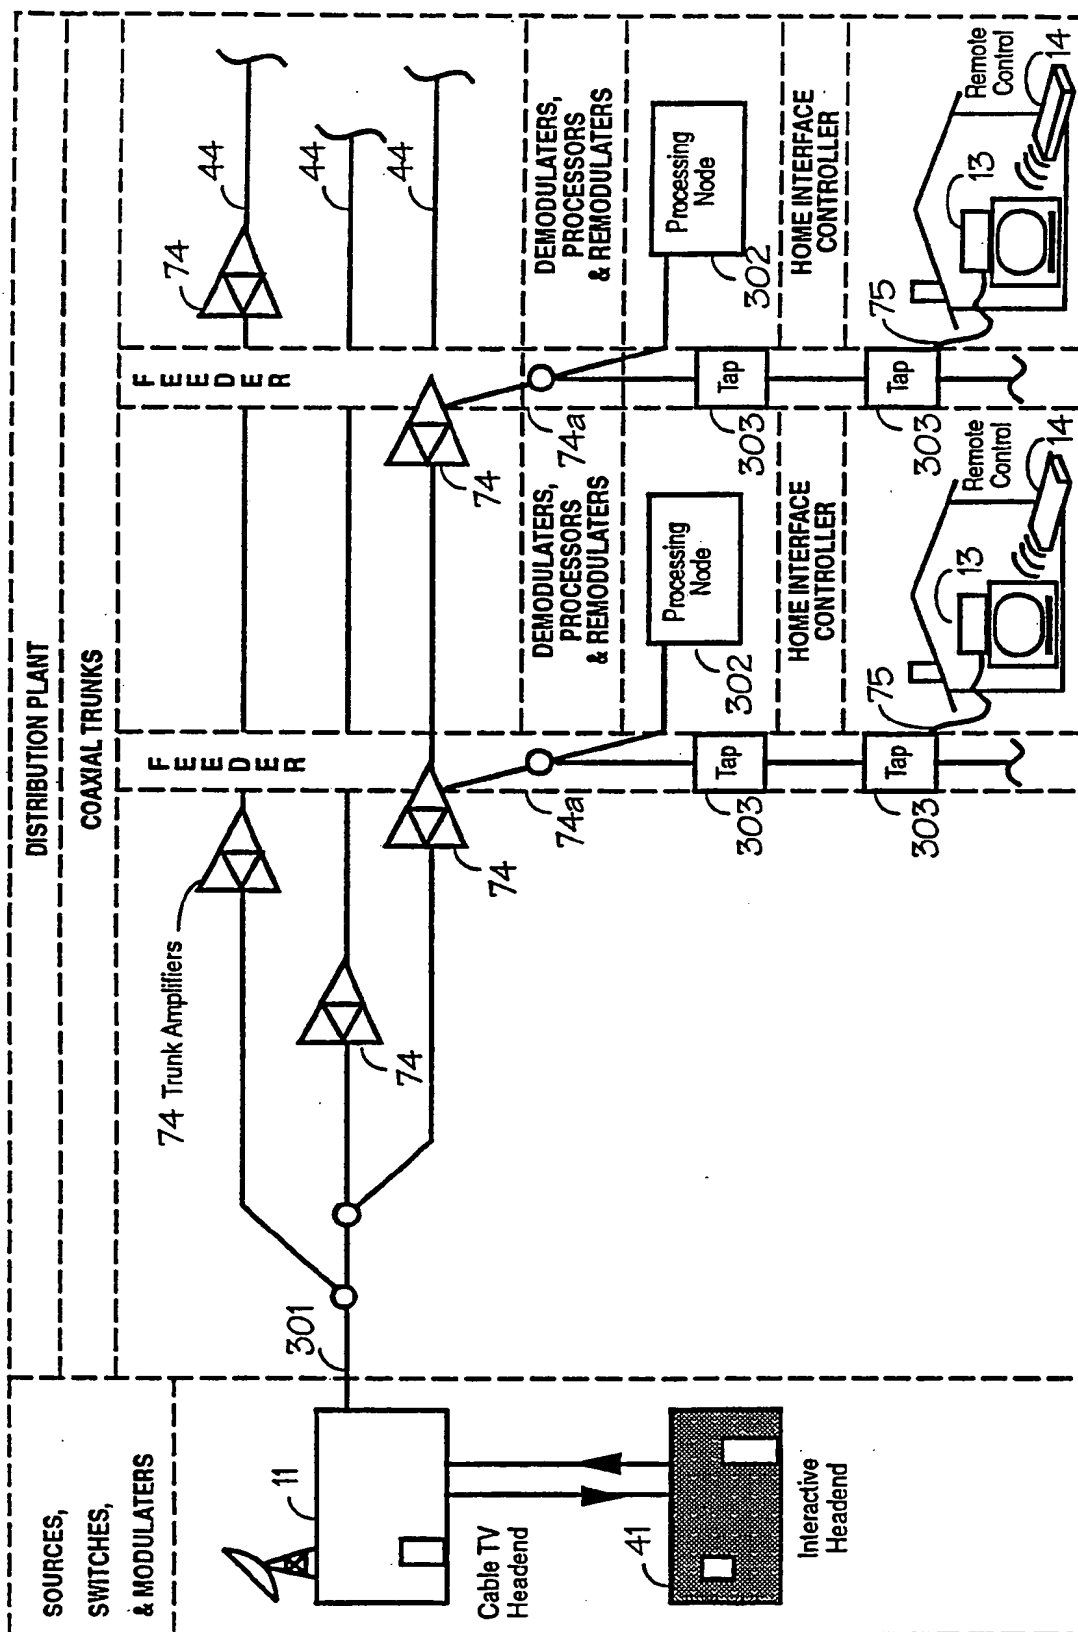 DISTRIBUTION PLANT
COAXIAL TRUNKS
SOURCES,
SWITCHES,
& MODULATERS
11
Cable TV
Headend
41
Interactive
Headend
301
74 Trunk Amplifiers
74
74
FEEDER
74a
DEMODULATERS,
PROCESSORS
& REMODULATERS
Processing
Node
302
HOME INTERFACE
CONTROLLER
Tap
303
Tap
303
75
13
Remote
Control
14
74
FEEDER
74a
74
44
44
44
DEMODULATERS,
PROCESSORS
& REMODULATERS
Processing
Node
302
HOME INTERFACE
CONTROLLER
Tap
303
Tap
303
75
13
Remote
Control
14